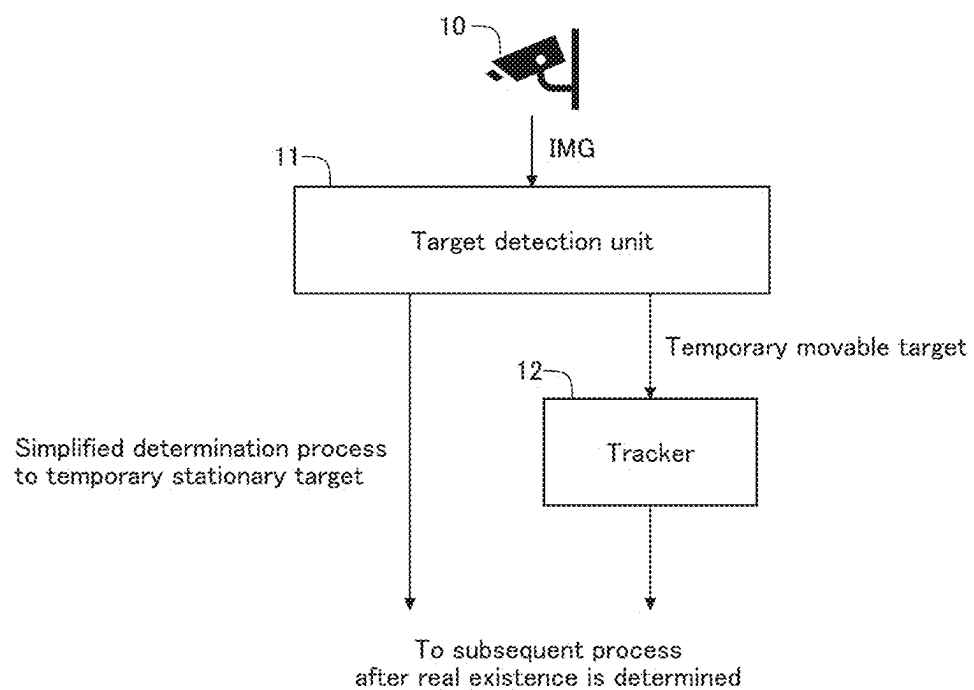 10
IMG
11
Target detection unit
Temporary movable target
12
Tracker
Simplified determination process
to temporary stationary target
To subsequent process
after real existence is determined